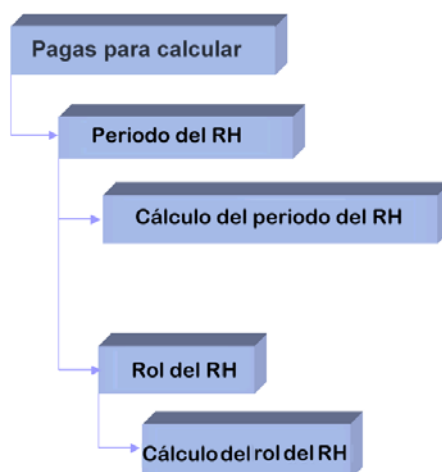 Pagas para calcular
Periodo del RH
Cálculo del periodo del RH
Rol del RH
Cálculo del rol del RH